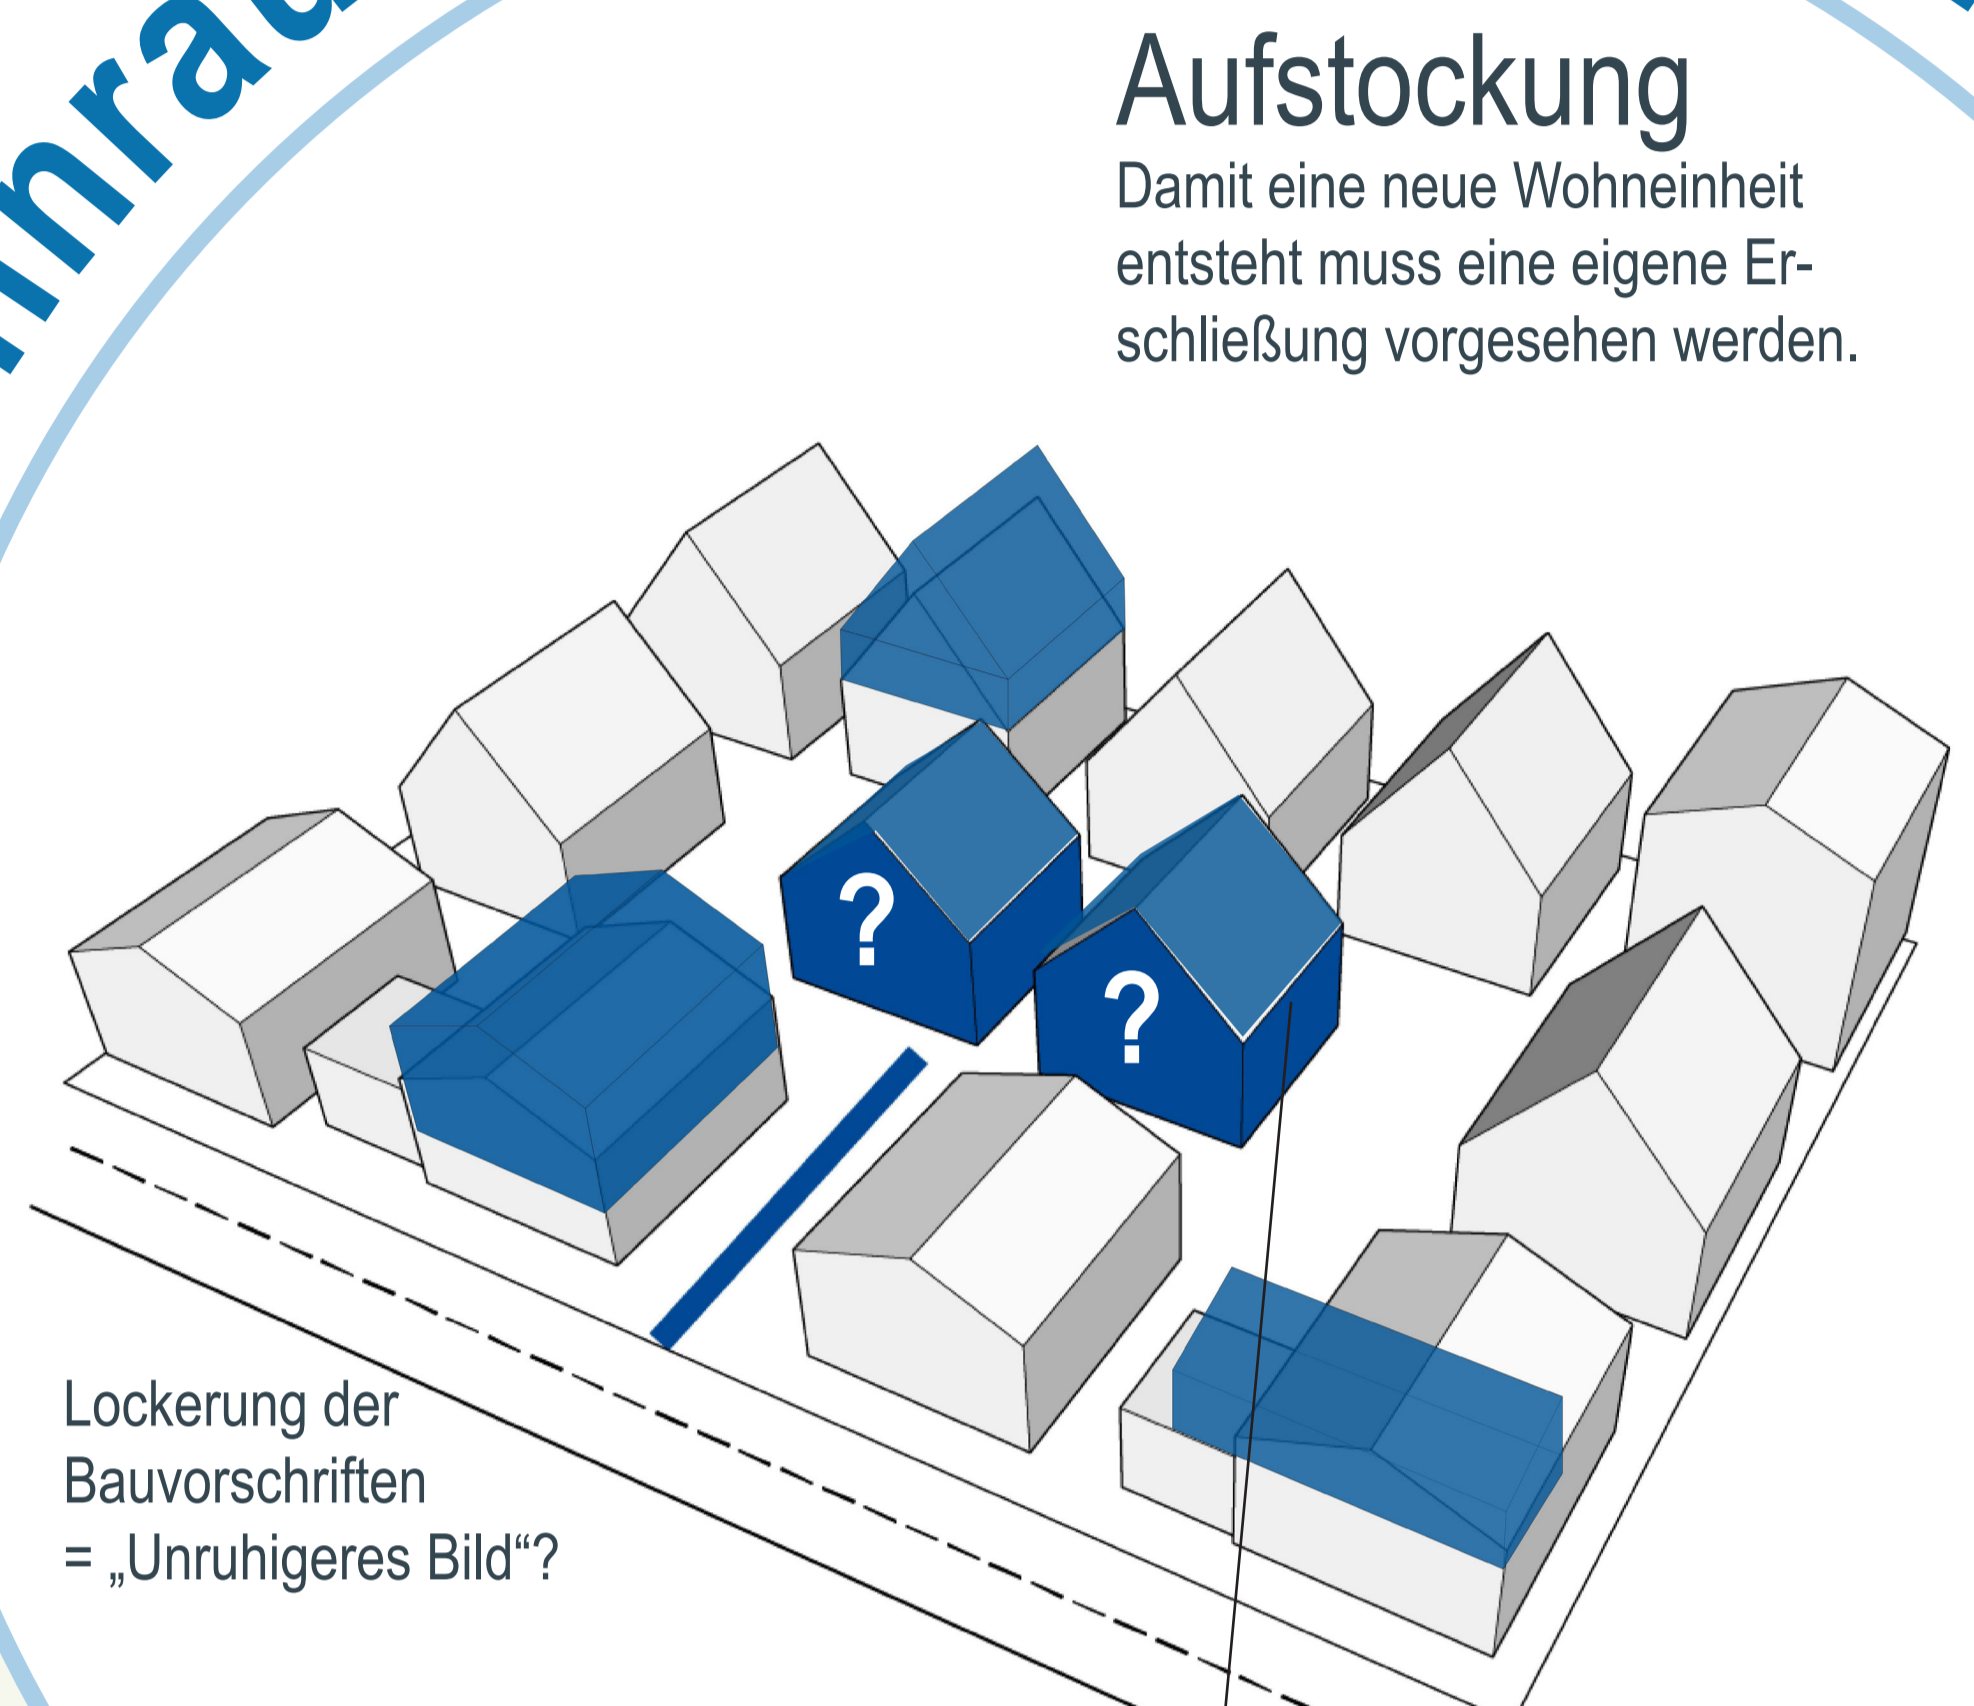 Aufstockung
Damit eine neue Wohneinheit
entsteht muss eine eigene Er-
schließung vorgesehen werden.
?
?
Lockerung der
Bauvorschriften
= „Unruhigeres Bild“?